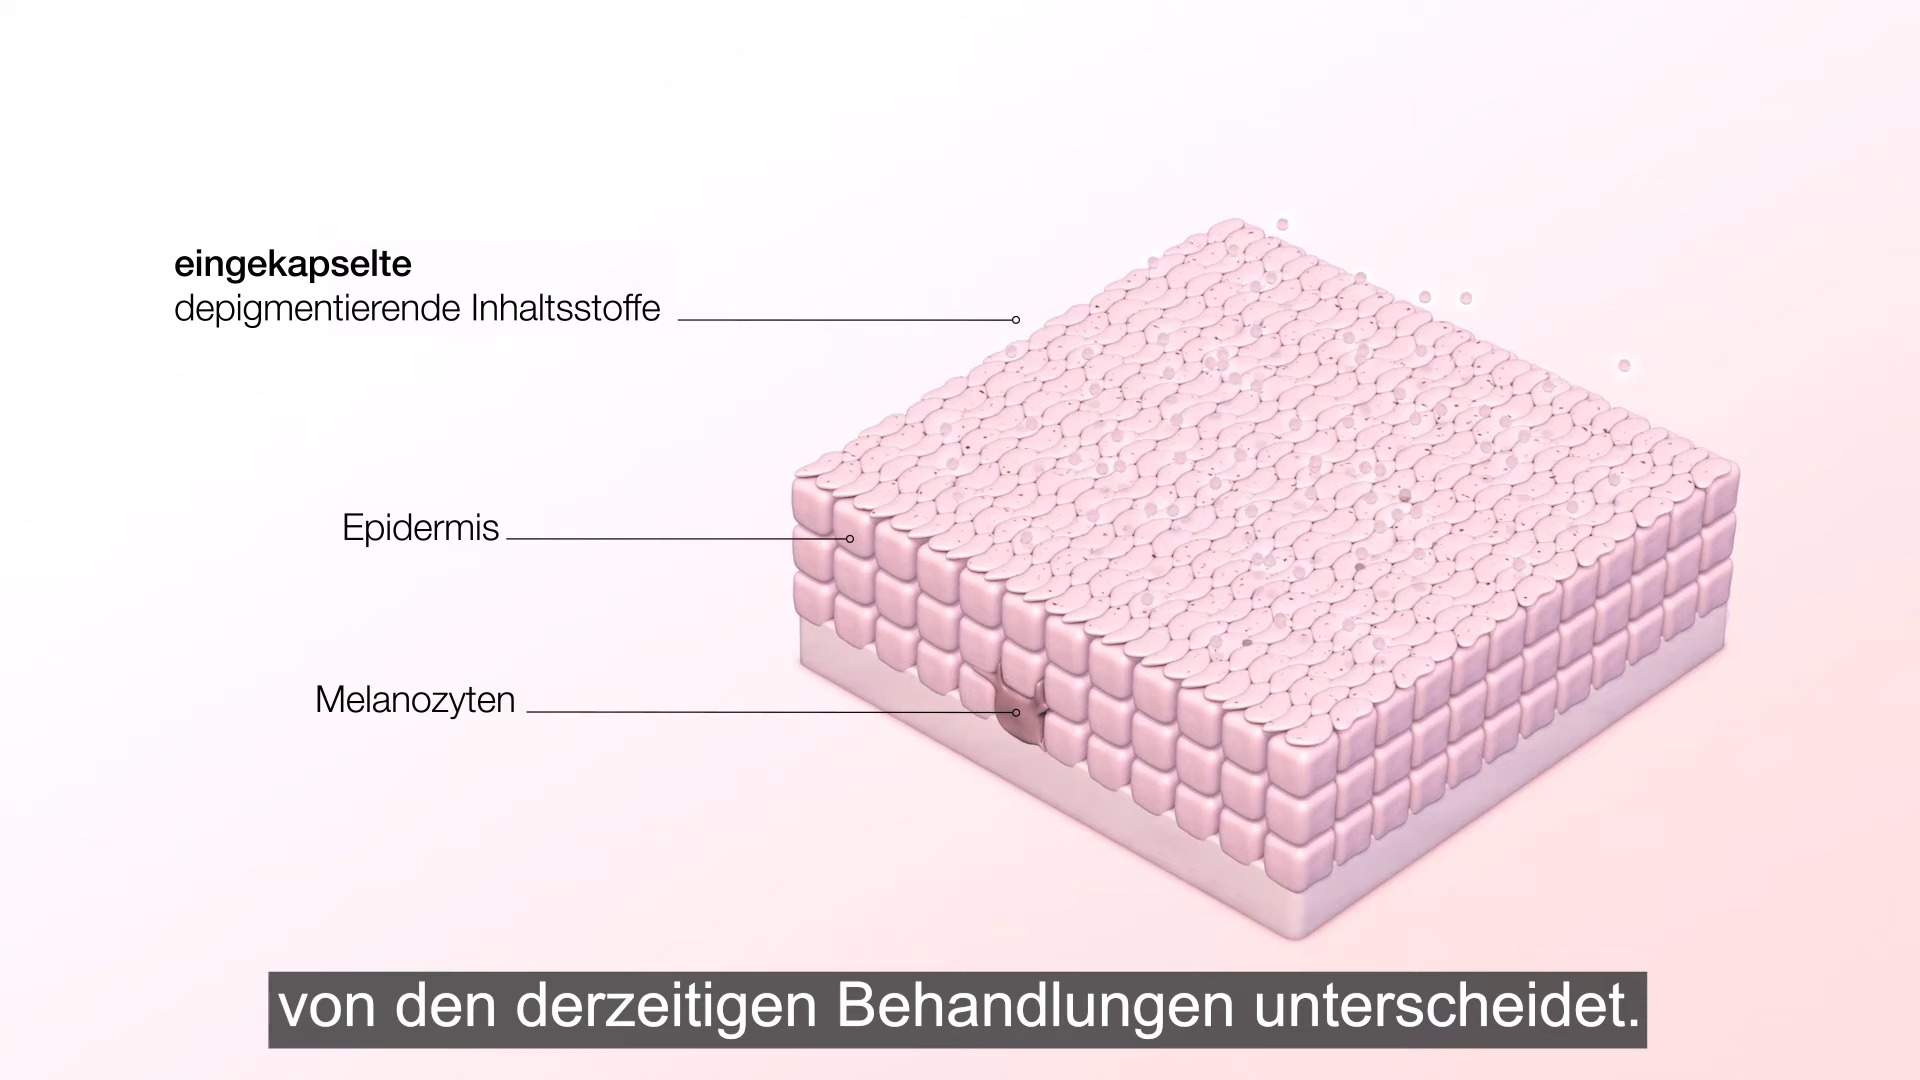 eingekapselte
depigmentierende Inhaltsstoffe
Epidermis
Melanozyten
von den derzeitigen Behandlungen unterscheidet.